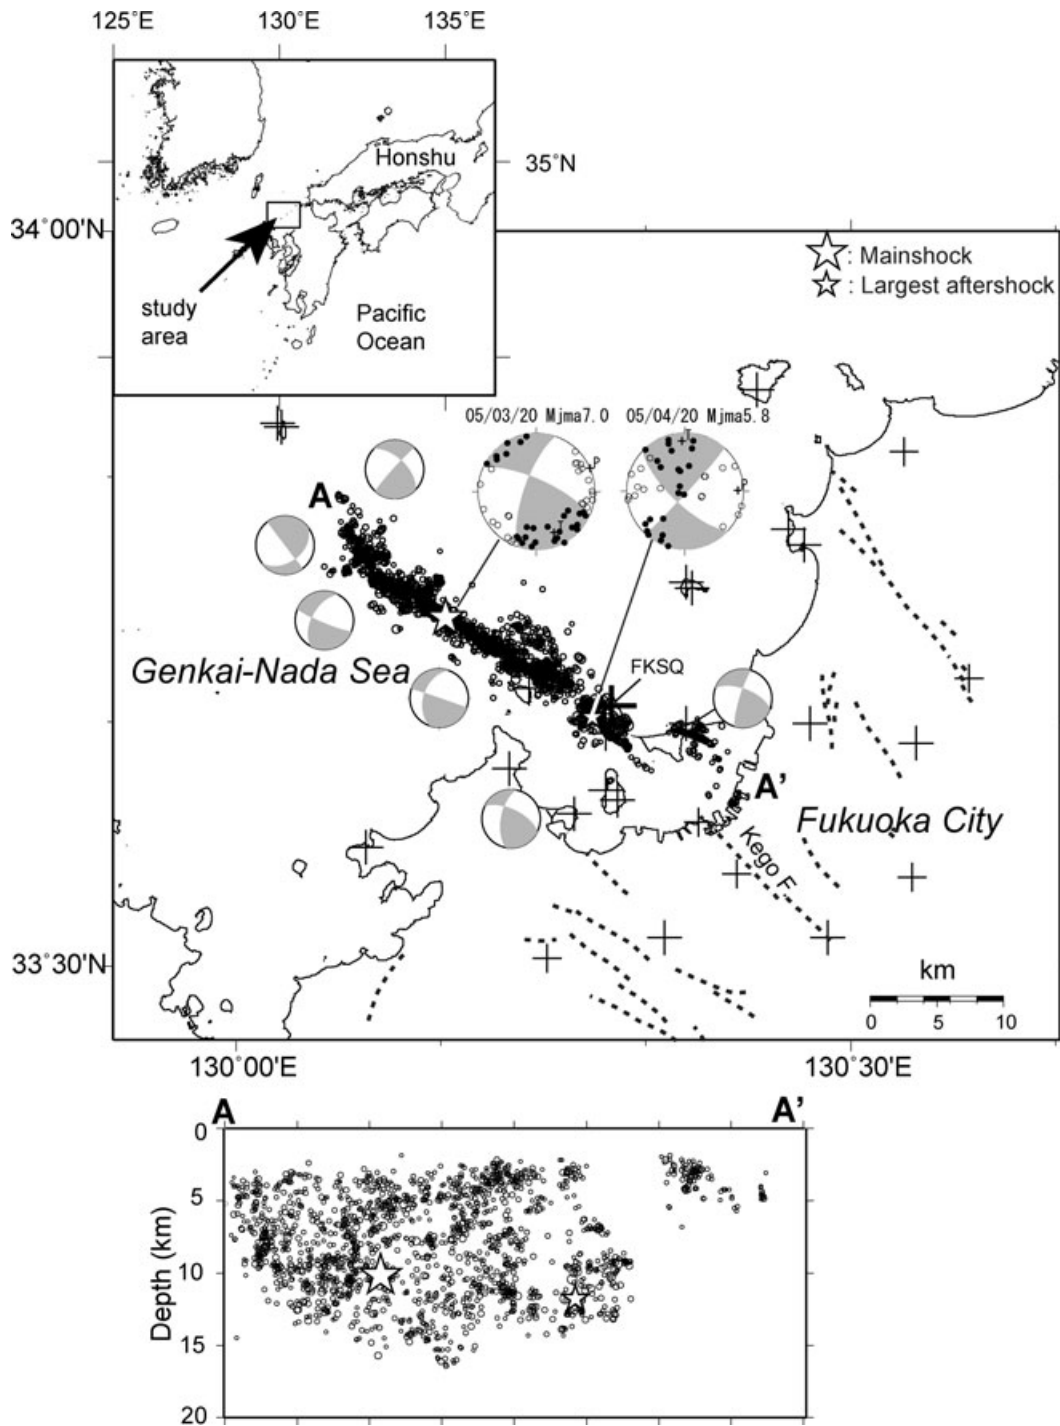 125˚E 130˚E 135˚E
Honshu
35˚N
34˚00'N
study
area
Pacific
Ocean
: Mainshock
: Largest aftershock
05/03/20 Mjma7.0 05/04/20 Mjma5.8
P
T
T
P
A
Genkai-Nada Sea
FKSQ
A'
Fukuoka City
Kego F.
33˚30'N
km
0 5 10
130˚00'E 130˚30'E
A A'
0
5
10
15
20
Depth (km)